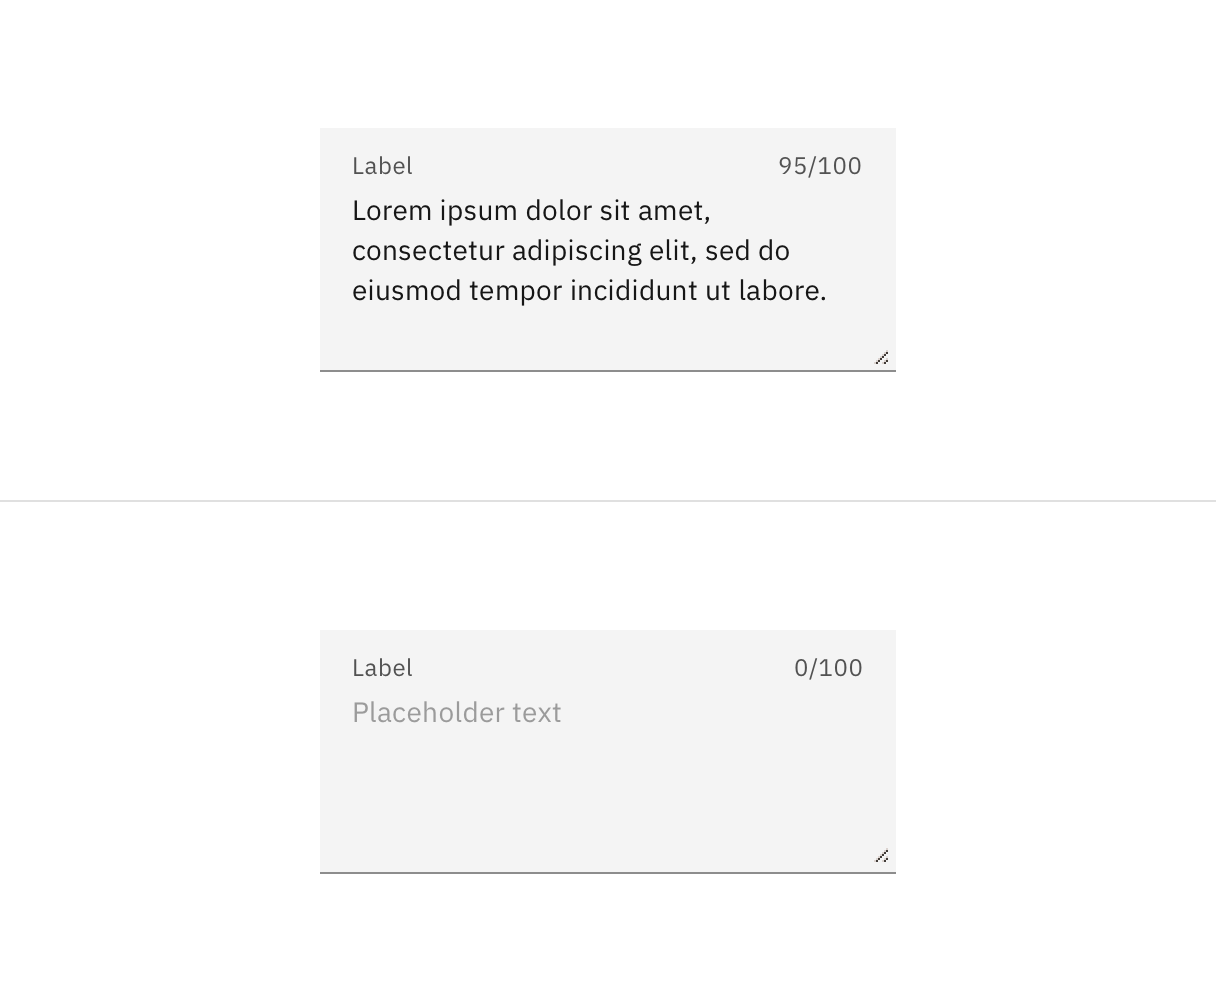 Label 95/100
Lorem ipsum dolor sit amet,
consectetur adipiscing elit, sed do
eiusmod tempor incididunt ut labore.
Label 0/100
Placeholder text